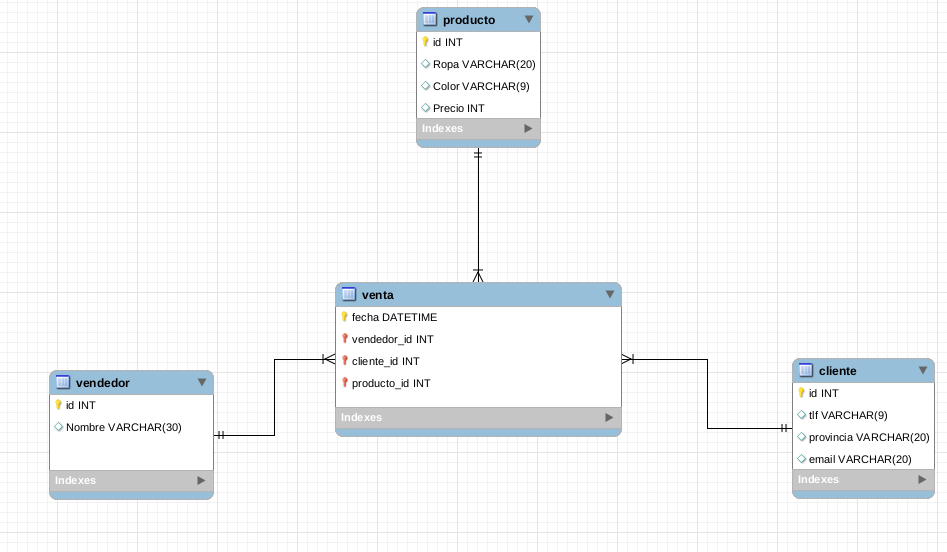 producto
id INT
Ropa VARCHAR(20)
Color VARCHAR(9)
Precio INT
Indexes
venta
fecha DATETIME
vendedor_id INT
cliente_id INT
producto_id INT
Indexes
vendedor
id INT
Nombre VARCHAR(30)
Indexes
cliente
id INT
tlf VARCHAR(9)
provincia VARCHAR(20)
email VARCHAR(20)
Indexes